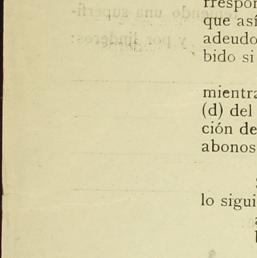 rrespon
que así
adeudo
bido si
mientra
(d) del
ción de
abonos
lo sigui